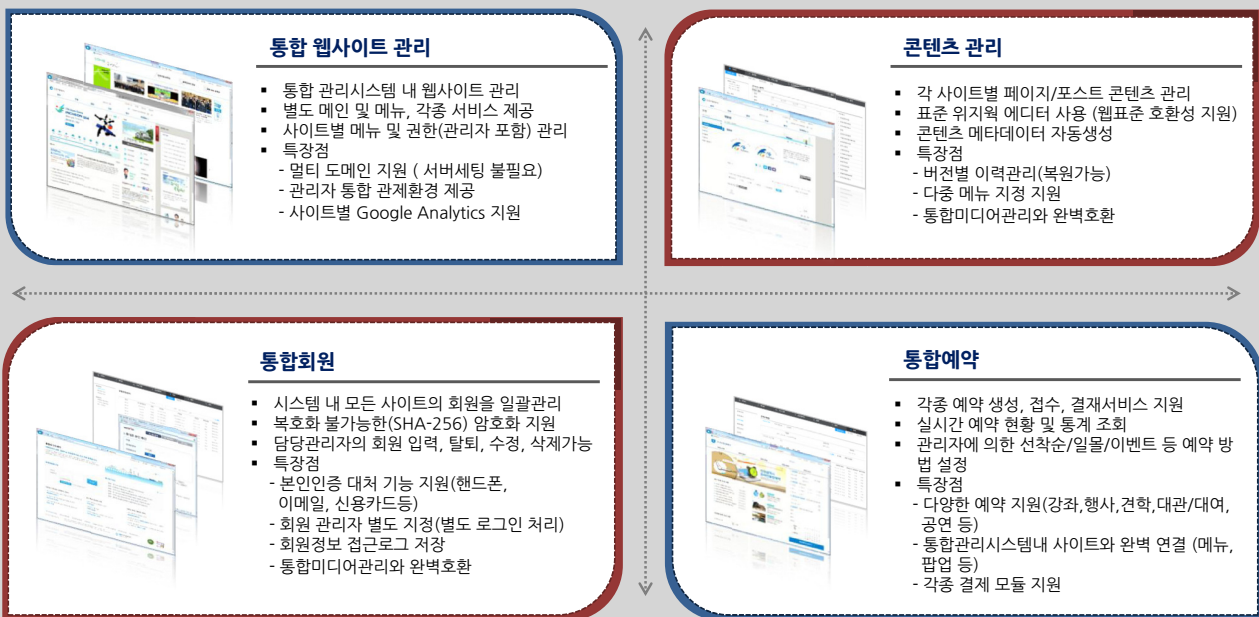 통합 웹사이트 관리
▪ 통합 관리시스템 내 웹사이트 관리
▪ 별도 메인 및 메뉴, 각종 서비스 제공
▪ 사이트별 메뉴 및 권한(관리자 포함) 관리
▪ 특장점
- 멀티 도메인 지원 ( 서버세팅 불필요)
- 관리자 통합 관제환경 제공
- 사이트별 Google Analytics 지원
콘텐츠 관리
▪ 각 사이트별 페이지/포스트 콘텐츠 관리
▪ 표준 위지웍 에디터 사용 (웹표준 호환성 지원)
▪ 콘텐츠 메타데이터 자동생성
▪ 특장점
- 버전별 이력관리(복원가능)
- 다중 메뉴 지정 지원
- 통합미디어관리와 완벽호환
통합회원
▪ 시스템 내 모든 사이트의 회원을 일괄관리
▪ 복호화 불가능한(SHA-256) 암호화 지원
▪ 담당관리자의 회원 입력, 탈퇴, 수정, 삭제가능
▪ 특장점
- 본인인증 대처 기능 지원(핸드폰,
이메일, 신용카드등)
- 회원 관리자 별도 지정(별도 로그인 처리)
- 회원정보 접근로그 저장
- 통합미디어관리와 완벽호환
통합예약
▪ 각종 예약 생성, 접수, 결재서비스 지원
▪ 실시간 예약 현황 및 통계 조회
▪ 관리자에 의한 선착순/일몰/이벤트 등 예약 방
법 설정
▪ 특장점
- 다양한 예약 지원(강좌,행사,견학,대관/대여,
공연 등)
- 통합관리시스템내 사이트와 완벽 연결 (메뉴,
팝업 등)
- 각종 결제 모듈 지원